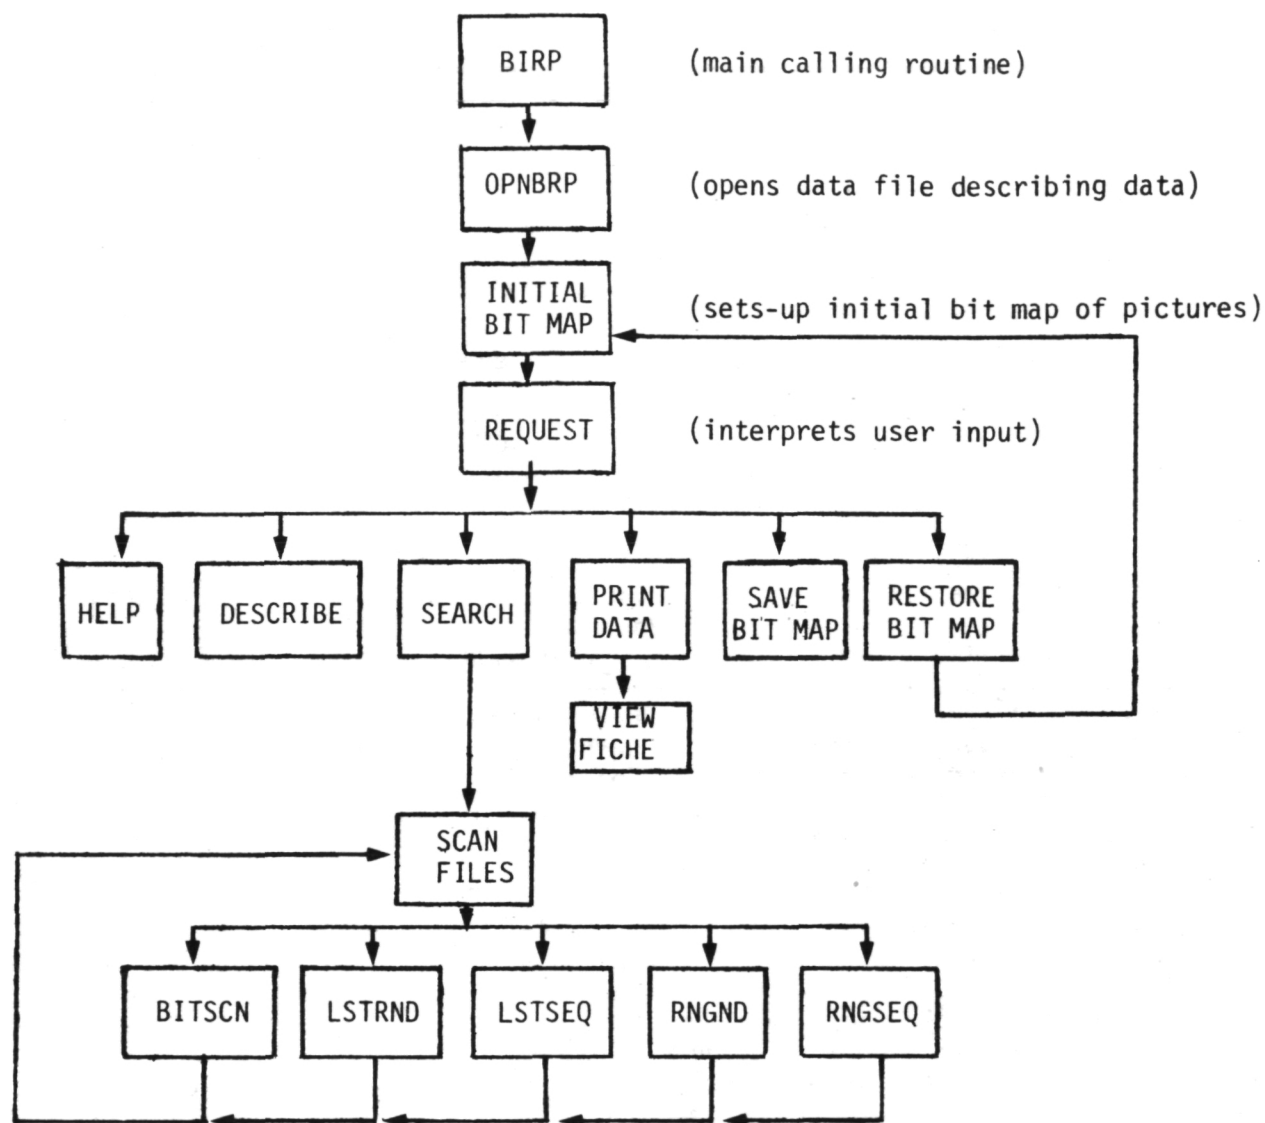 BIRP (main calling routine)
OPNBRP (opens data file describing data)
INITIAL
BIT MAP
(sets-up initial bit map of pictures)
REQUEST (interprets user input)
HELP
DESCRIBE
SEARCH
PRINT
DATA
SAVE
BIT MAP
RESTORE
BIT MAP
VIEW
FICHE
SCAN
FILES
BITSCN
LSTRND
LSTSEQ
RNGND
RNGSEQ